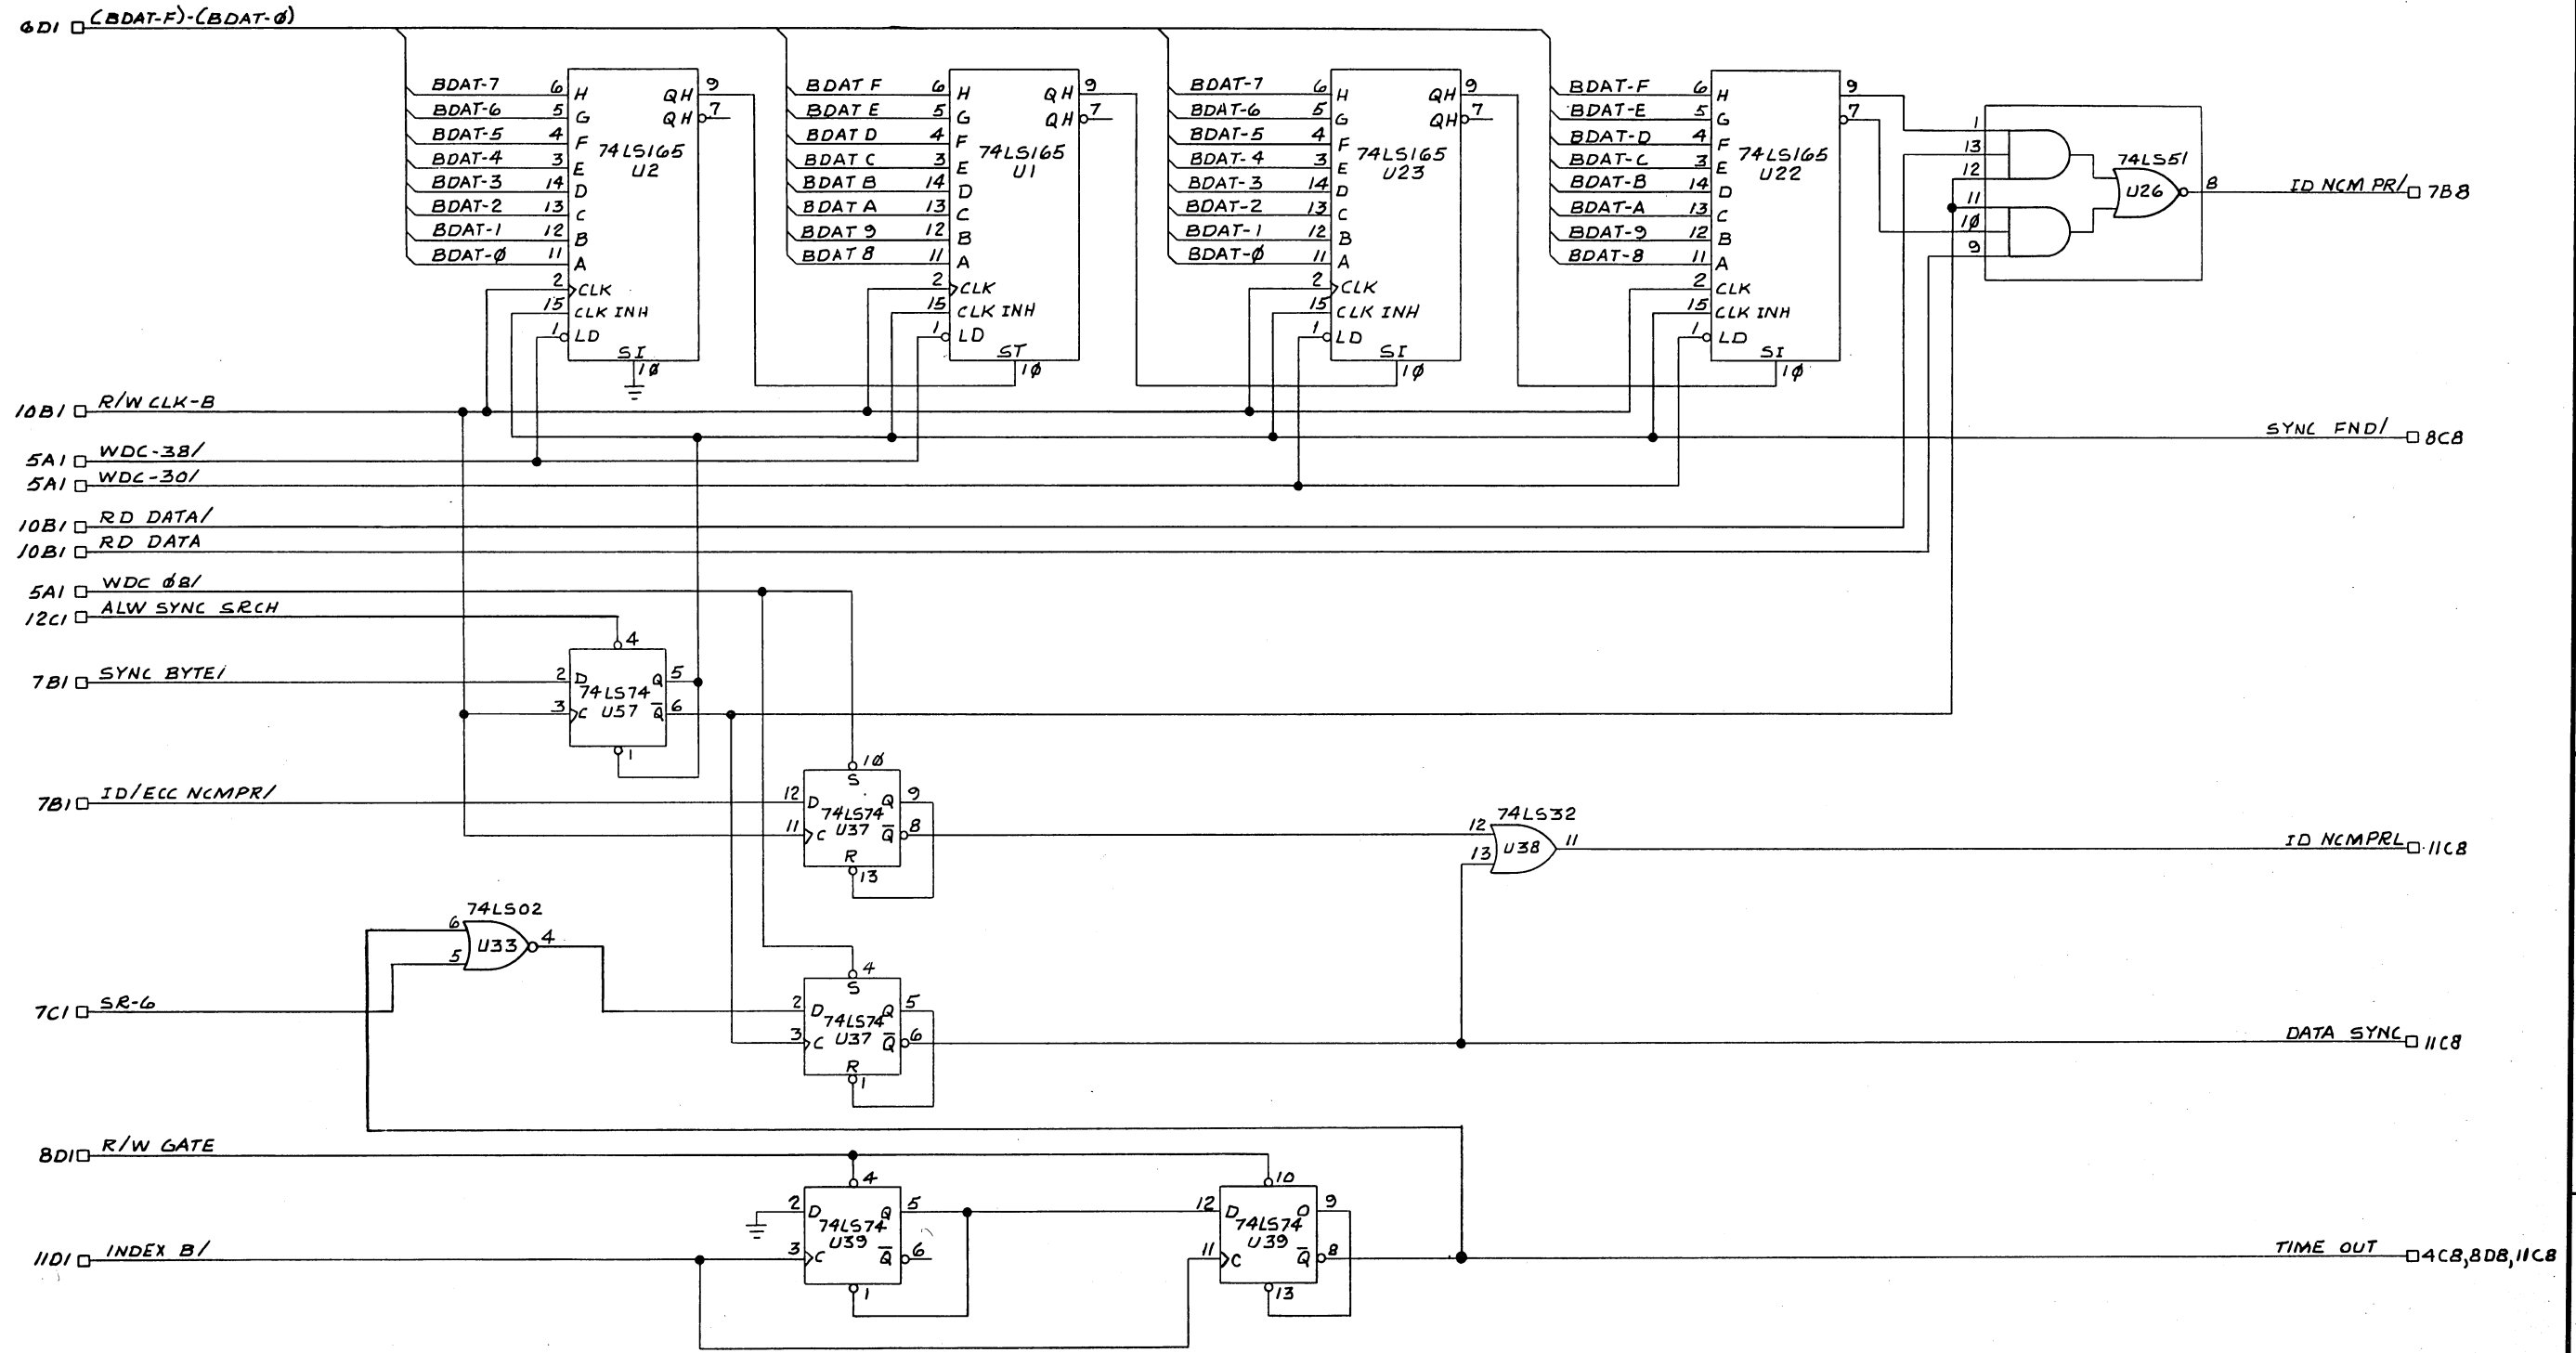 6D1 (BDAT-F)-(BDAT-Ø)
BDAT-7 6 H QH 9
BDAT-6 5 G QH 7
BDAT-5 4 F
BDAT-4 3 E
BDAT-3 14 D
BDAT-2 13 C
BDAT-1 12 B
BDAT-Ø 11 A
2 CLK
15 CLK INH
1 LD
SI
1Ø
74LS165
U2
BDAT F 6 H QH 9
BDAT E 5 G QH 7
BDAT D 4 F
BDAT C 3 E
BDAT B 14 D
BDAT A 13 C
BDAT 9 12 B
BDAT 8 11 A
2 CLK
15 CLK INH
1 LD
ST
1Ø
74LS165
U1
BDAT-7 6 H QH 9
BDAT-6 5 G QH 7
BDAT-5 4 F
BDAT-4 3 E
BDAT-3 14 D
BDAT-2 13 C
BDAT-1 12 B
BDAT-Ø 11 A
2 CLK
15 CLK INH
1 LD
SI
1Ø
74LS165
U23
BDAT-F 6 H 9
BDAT-E 5 G 7
BDAT-D 4 F
BDAT-C 3 E
BDAT-B 14 D
BDAT-A 13 C
BDAT-9 12 B
BDAT-8 11 A
2 CLK
15 CLK INH
1 LD
SI
1Ø
74LS165
U22
1
13
12
11
1Ø
9
74LS51
U26
8
ID NCMPR/ 7B8
10B1 R/W CLK-B
SYNC FND/ 8C8
5A1 WDC-38/
5A1 WDC-30/
10B1 RD DATA/
10B1 RD DATA
5A1 WDC Ø8/
12C1 ALW SYNC SRCH
4
7B1 SYNC BYTE/
2 D Q 5
74LS74
3 C U57 Q 6
1
1Ø
S
7B1 ID/ECC NCMPR/
12 D Q 9
74LS74
11 C U37 Q 8
R
13
74LS32
12
13
U38
11
ID NCMPRL 11C8
74LS02
6
5
U33
4
7C1 SR-6
4
S
2 D Q 5
74LS74
3 C U37 Q 6
R
1
DATA SYNC 11C8
8D1 R/W GATE
4
2 D Q 5
74LS74
U39
3 C Q 6
1
10
12 D O 9
74LS74
U39
11 C Q 8
13
11D1 INDEX B/
TIME OUT 4C8,8D8,11C8